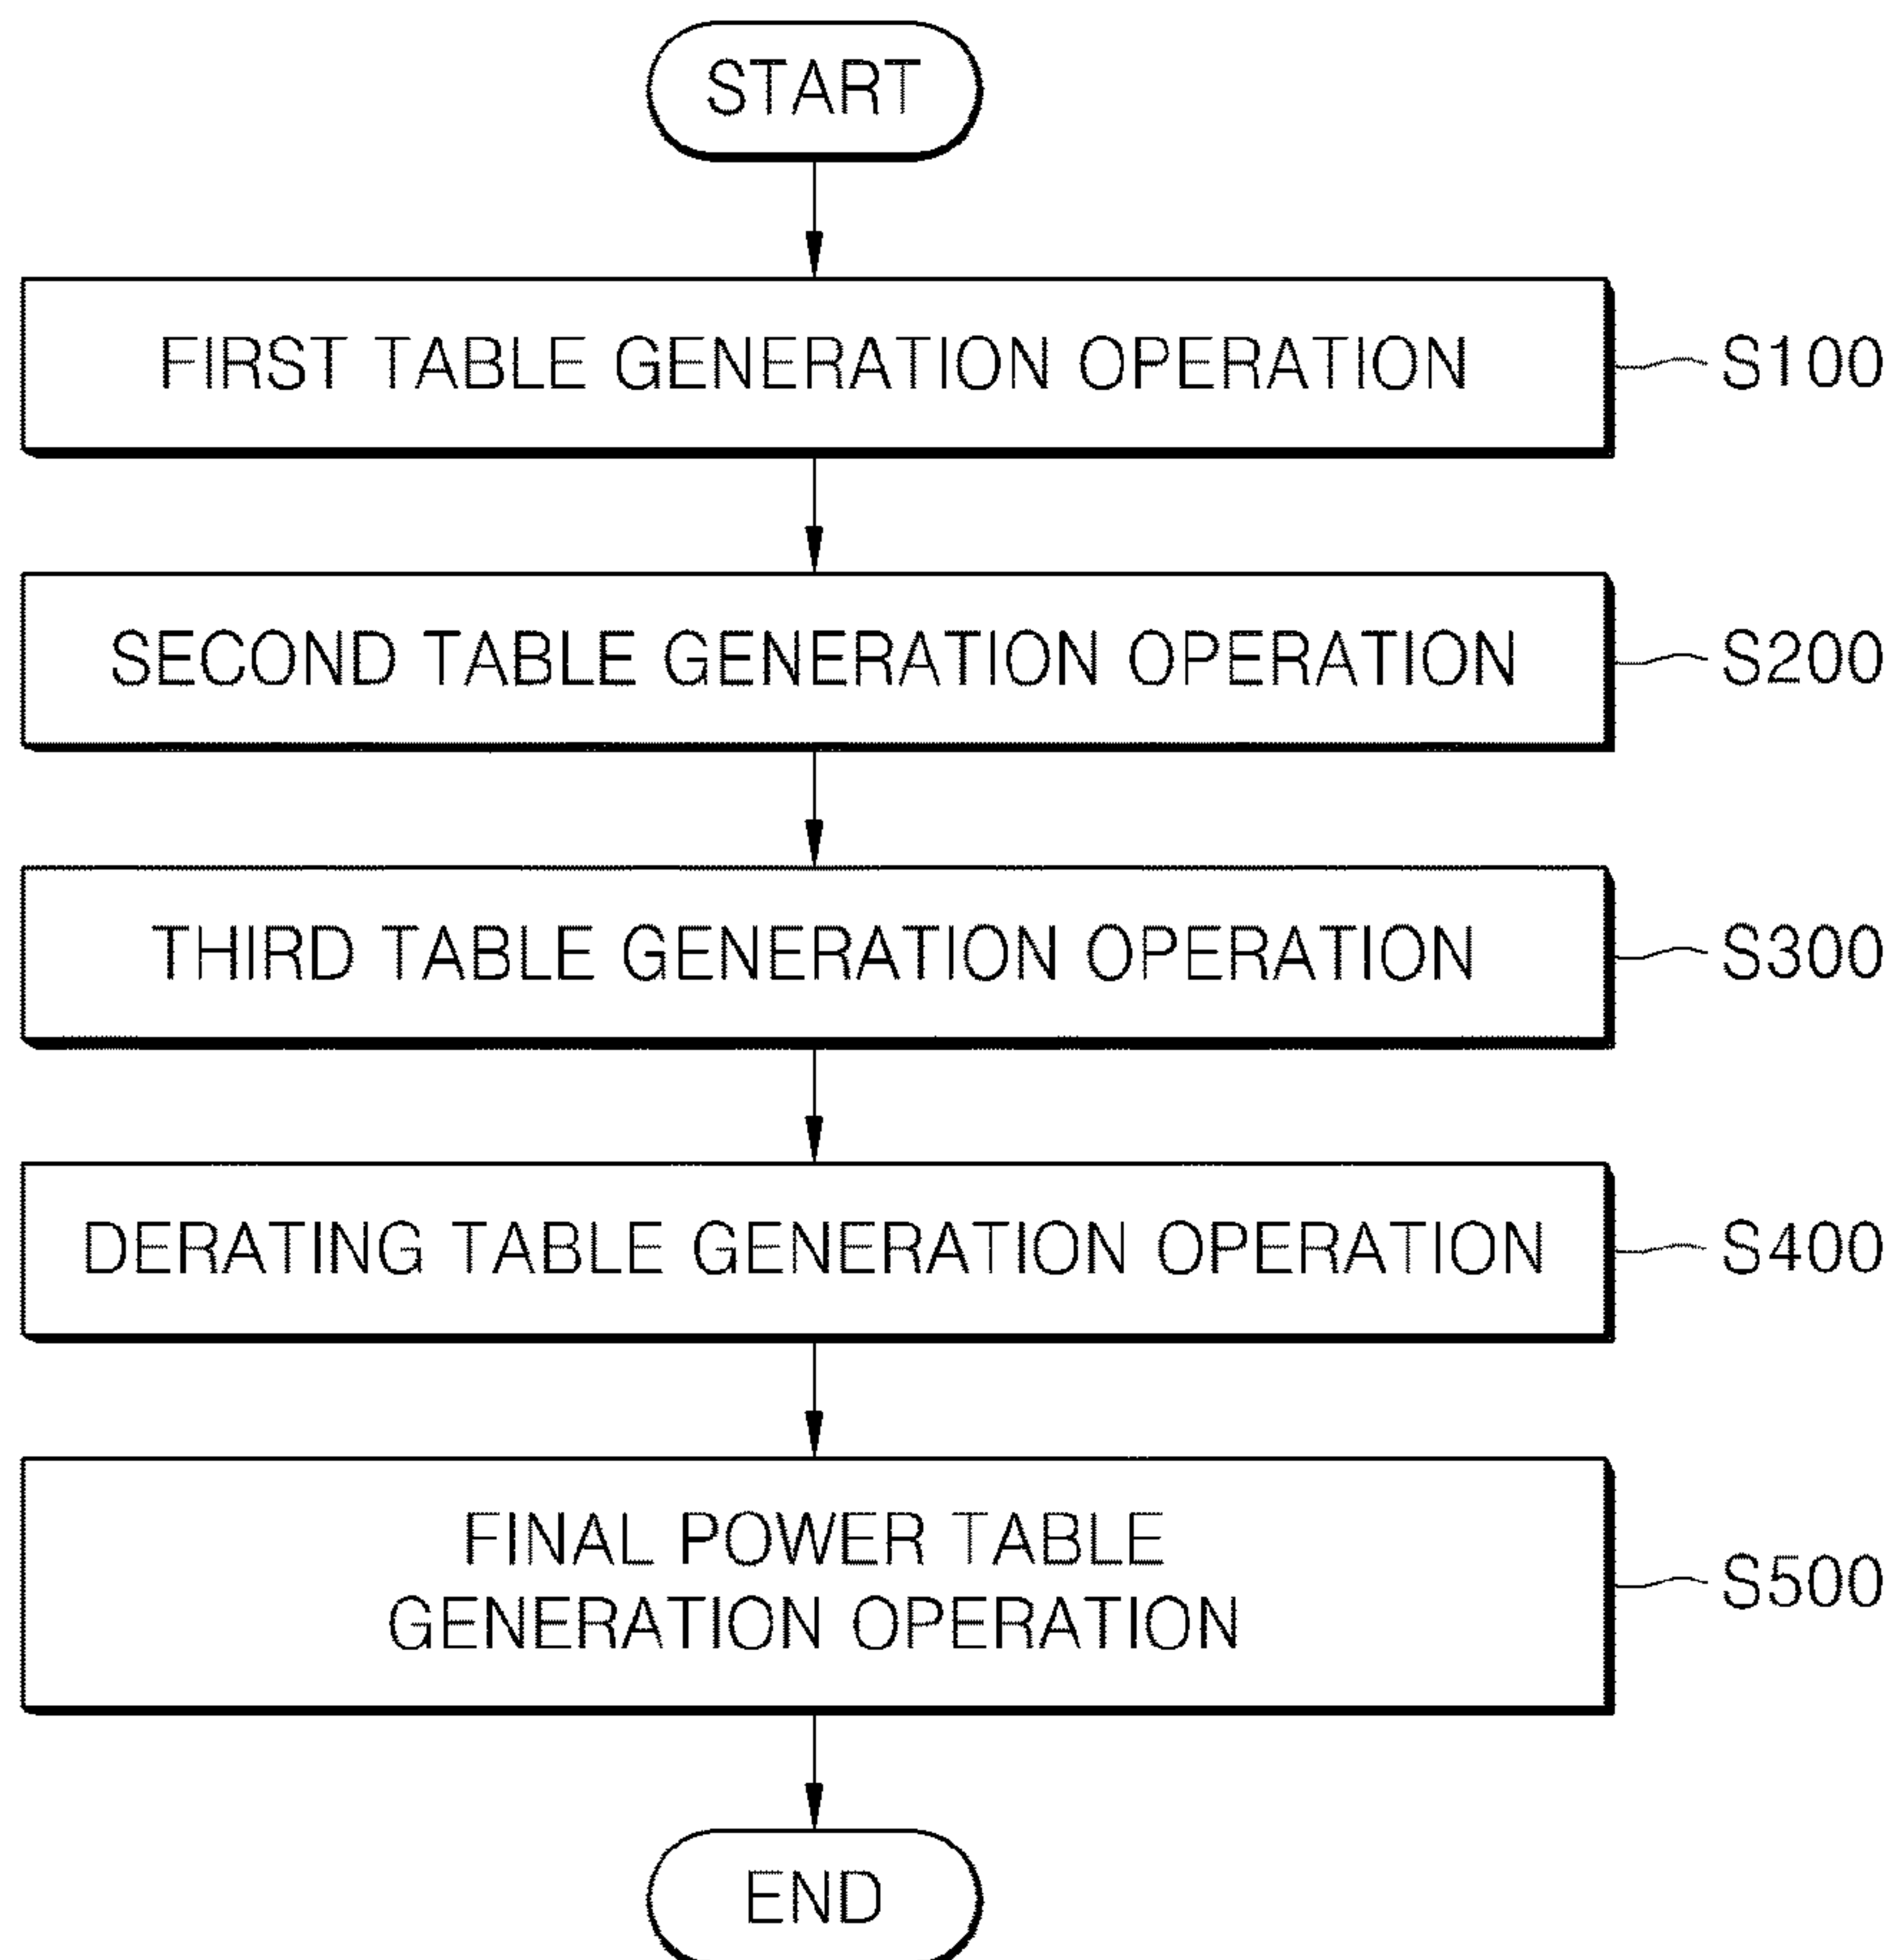 START
FIRST TABLE GENERATION OPERATION
S100
SECOND TABLE GENERATION OPERATION
S200
THIRD TABLE GENERATION OPERATION
S300
DERATING TABLE GENERATION OPERATION
S400
FINAL POWER TABLE
GENERATION OPERATION
S500
END